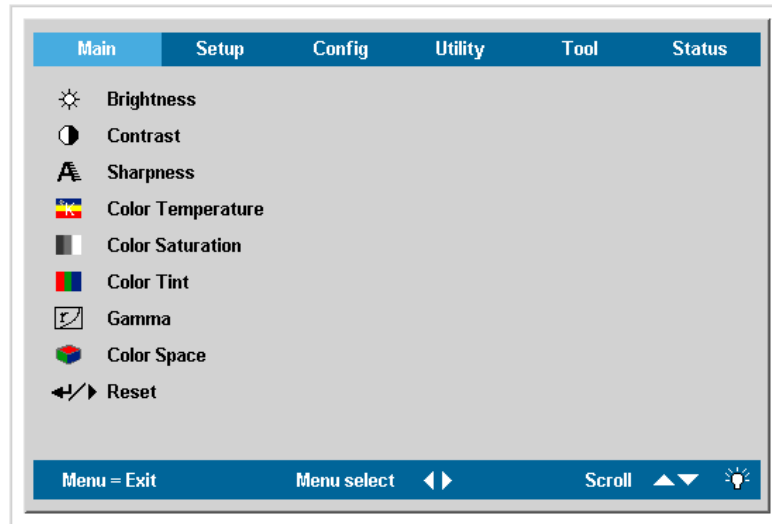 Main Setup Config Utility Tool Status
Brightness
Contrast
Sharpness
Color Temperature
Color Saturation
Color Tint
Gamma
Color Space
Reset
Menu = Exit Menu select Scroll